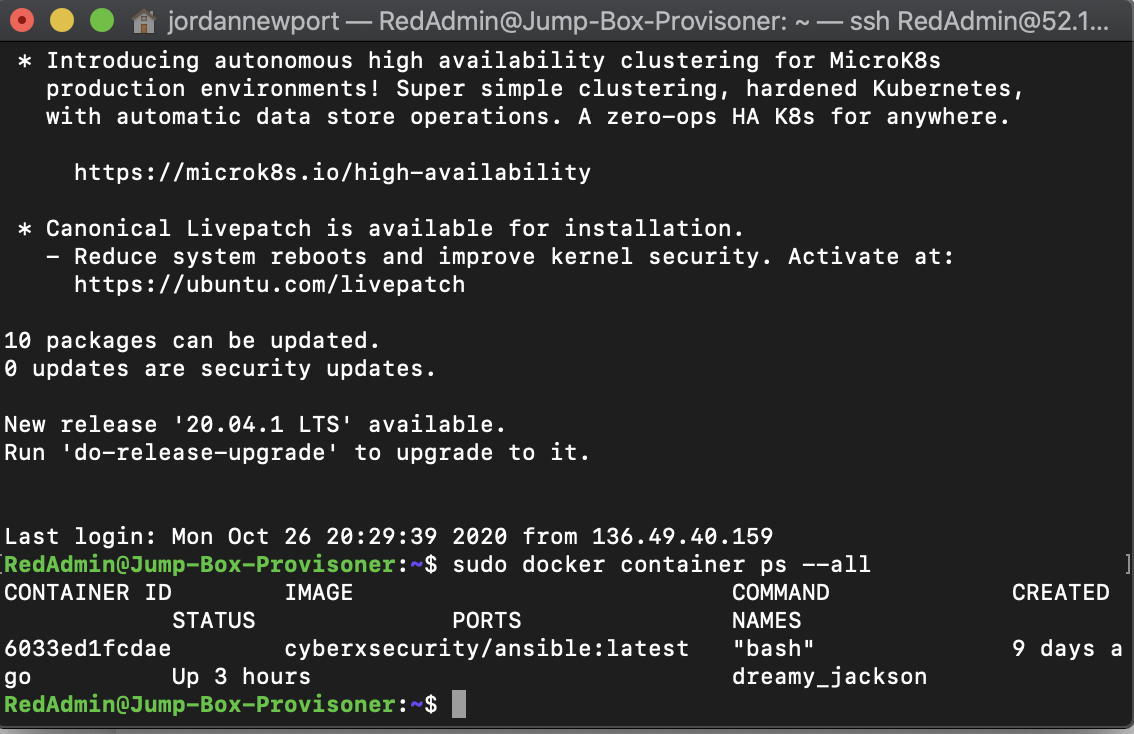 jordannewport — RedAdmin@Jump-Box-Provisoner: ~ — ssh RedAdmin@52.1...
* Introducing autonomous high availability clustering for MicroK8s
production environments! Super simple clustering, hardened Kubernetes,
with automatic data store operations. A zero-ops HA K8s for anywhere.
https://microk8s.io/high-availability
* Canonical Livepatch is available for installation.
- Reduce system reboots and improve kernel security. Activate at:
https://ubuntu.com/livepatch
10 packages can be updated.
0 updates are security updates.
New release '20.04.1 LTS' available.
Run 'do-release-upgrade' to upgrade to it.
Last login: Mon Oct 26 20:29:39 2020 from 136.49.40.159
[RedAdmin@Jump-Box-Provisoner:~$ sudo docker container ps --all ]
CONTAINER ID        IMAGE                           COMMAND             CREATED
            STATUS              PORTS               NAMES
6033ed1fcdae        cyberxsecurity/ansible:latest   "bash"              9 days a
go          Up 3 hours                              dreamy_jackson
RedAdmin@Jump-Box-Provisoner:~$